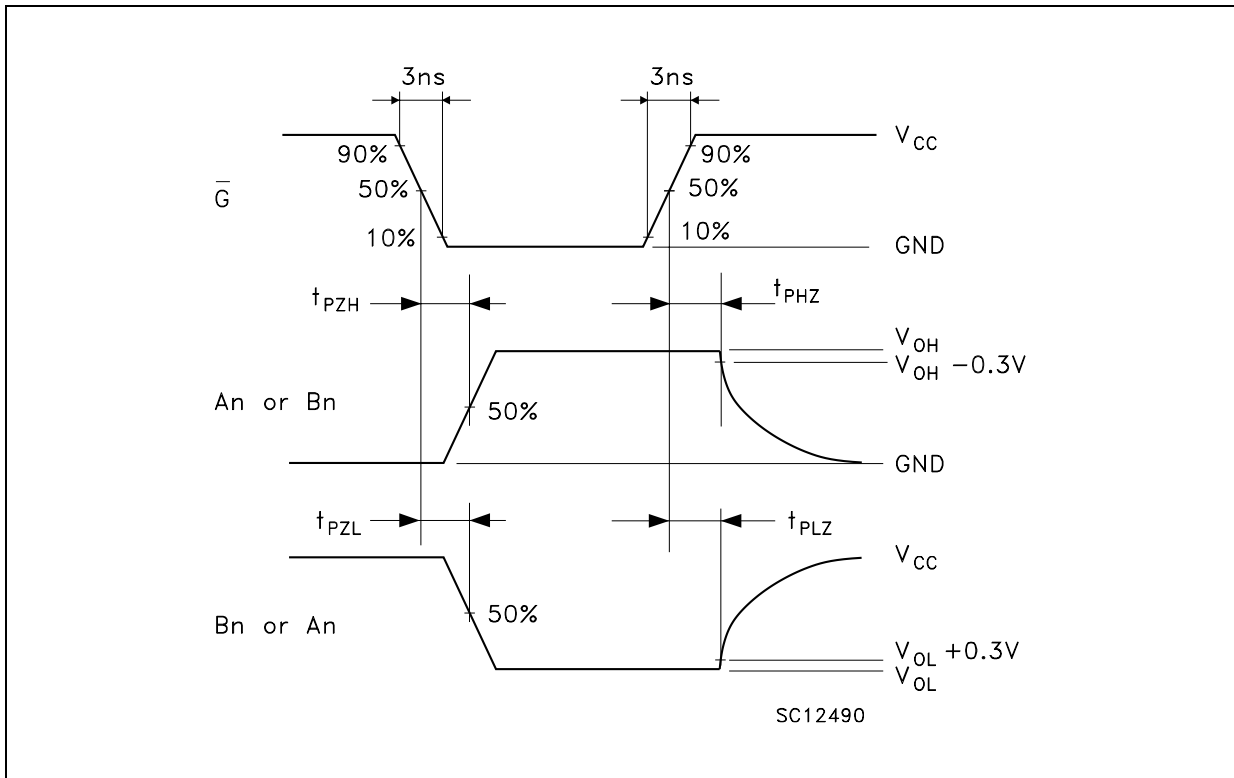 3ns 3ns
V_CC
90% 90%
G̅ 50% 50%
10% 10%
GND
t_PZH t_PHZ
V_OH
V_OH −0.3V
An or Bn 50%
GND
t_PZL t_PLZ
V_CC
Bn or An 50%
V_OL +0.3V
V_OL
SC12490